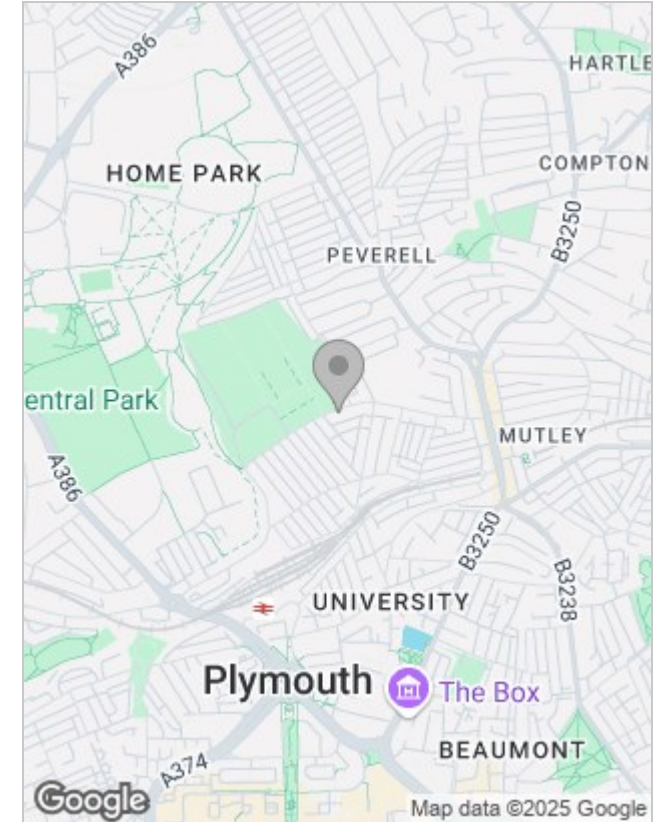 A386
HARTLE
HOME PARK
COMPTON
B3250
PEVERELL
entral Park
MUTLEY
A386
B3250
B3238
UNIVERSITY
Plymouth
The Box
BEAUMONT
A374
Google
Map data ©2025 Google